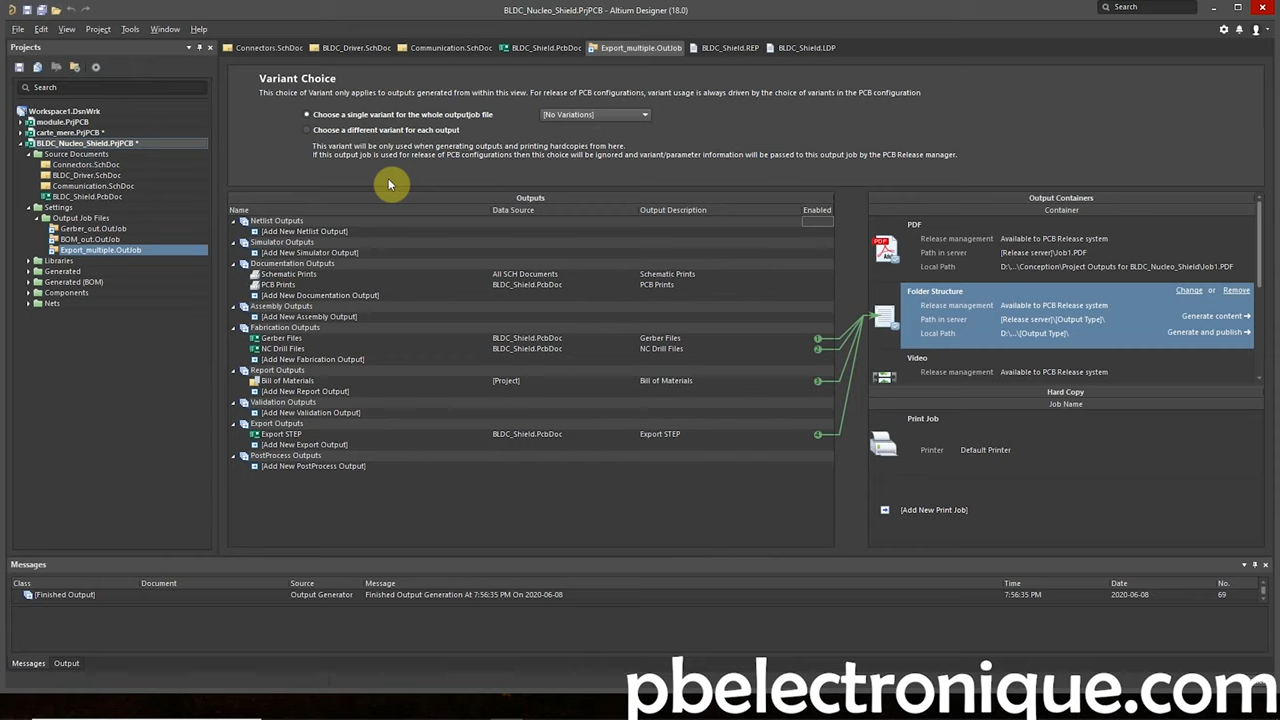 BLDC_Nucleo_Shield.PrjPCB - Altium Designer (18.0)
Search
File Edit View Project Tools Window Help
Projects
Connectors.SchDoc BLDC_Driver.SchDoc Communication.SchDoc BLDC_Shield.PcbDoc Export_multiple.OutJob BLDC_Shield.REP BLDC_Shield.LDP
Search
Workspace1.DsnWrk
module.PrjPCB
carte_mere.PrjPCB *
BLDC_Nucleo_Shield.PrjPCB *
Source Documents
Connectors.SchDoc
BLDC_Driver.SchDoc
Communication.SchDoc
BLDC_Shield.PcbDoc
Settings
Output Job Files
Gerber_out.OutJob
BOM_out.OutJob
Export_multiple.OutJob
Libraries
Generated
Generated (BOM)
Components
Nets
Variant Choice
This choice of Variant only applies to outputs generated from within this view. For release of PCB configurations, variant usage is always driven by the choice of variants in the PCB configuration
Choose a single variant for the whole outputjob file [No Variations]
Choose a different variant for each output
This variant will be only used when generating outputs and printing hardcopies from here.
If this output job is used for release of PCB configurations then this choice will be ignored and variant/parameter information will be passed to this output job by the PCB Release manager.
Outputs
Name Data Source Output Description Enabled
Netlist Outputs
[Add New Netlist Output]
Simulator Outputs
[Add New Simulator Output]
Documentation Outputs
Schematic Prints All SCH Documents Schematic Prints
PCB Prints BLDC_Shield.PcbDoc PCB Prints
[Add New Documentation Output]
Assembly Outputs
[Add New Assembly Output]
Fabrication Outputs
Gerber Files BLDC_Shield.PcbDoc Gerber Files 1
NC Drill Files BLDC_Shield.PcbDoc NC Drill Files 2
[Add New Fabrication Output]
Report Outputs
Bill of Materials [Project] Bill of Materials 3
[Add New Report Output]
Validation Outputs
[Add New Validation Output]
Export Outputs
Export STEP BLDC_Shield.PcbDoc Export STEP 4
[Add New Export Output]
PostProcess Outputs
[Add New PostProcess Output]
Output Containers
Container
PDF
Release management Available to PCB Release system
Path in server [Release server]\Job1.PDF
Local Path D:\...\Conception\Project Outputs for BLDC_Nucleo_Shield\Job1.PDF
Folder Structure Change or Remove
Release management Available to PCB Release system
Path in server [Release server]\[Output Type]\ Generate content
Local Path D:\...\[Output Type]\ Generate and publish
Video
Release management Available to PCB Release system
Hard Copy
Job Name
Print Job
Printer Default Printer
[Add New Print Job]
Messages
Class Document Source Message Time Date No.
[Finished Output] Output Generator Finished Output Generation At 7:56:35 PM On 2020-06-08 7:56:35 PM 2020-06-08 69
Messages Output
pbelectronique.com